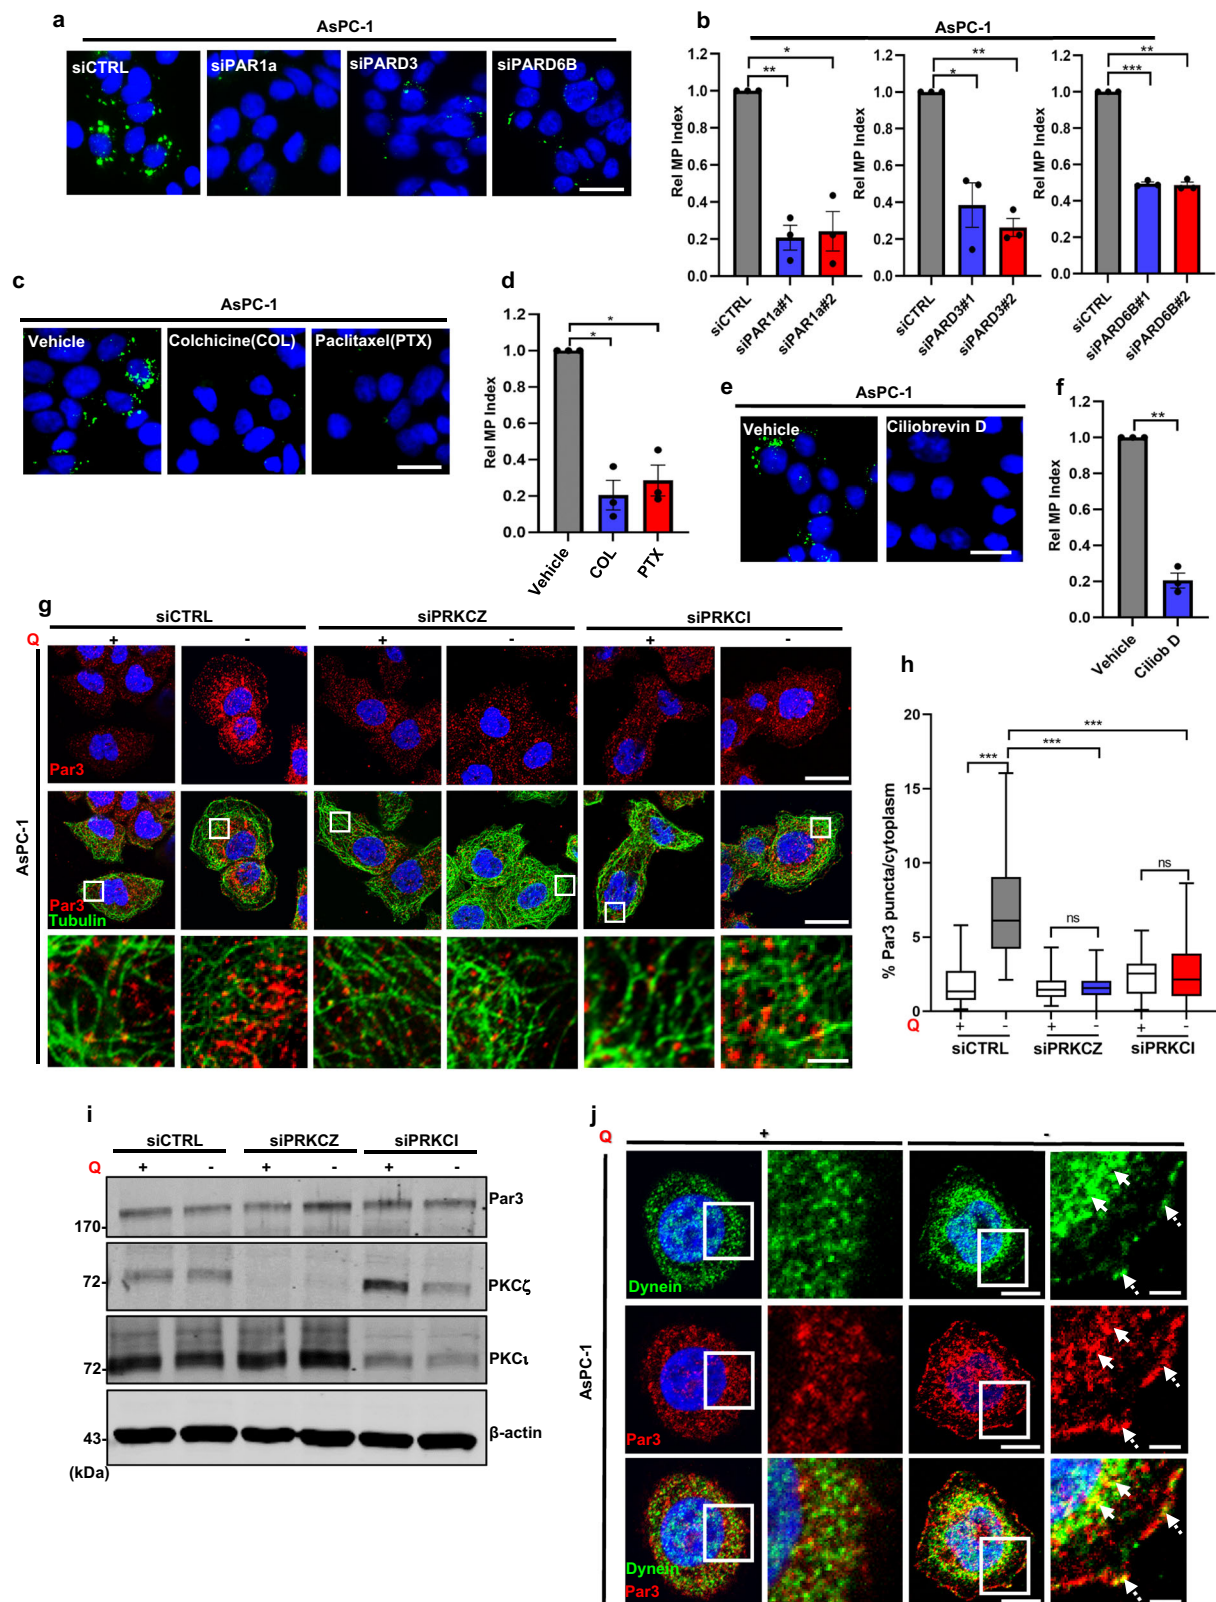 a
AsPC-1
siCTRL siPAR1a siPARD3 siPARD6B
b
AsPC-1
Rel MP Index
1.2
1.0
0.8
0.6
0.4
0.2
0.0
* **
siCTRL siPAR1a#1 siPAR1a#2
Rel MP Index
1.2
1.0
0.8
0.6
0.4
0.2
0.0
** *
siCTRL siPARD3#1 siPARD3#2
Rel MP Index
1.2
1.0
0.8
0.6
0.4
0.2
0.0
** ***
siCTRL siPARD6B#1 siPARD6B#2
c
AsPC-1
Vehicle Colchicine(COL) Paclitaxel(PTX)
d
Rel MP Index
1.2
1.0
0.8
0.6
0.4
0.2
0.0
* *
Vehicle COL PTX
e
AsPC-1
Vehicle Ciliobrevin D
f
Rel MP Index
1.2
1.0
0.8
0.6
0.4
0.2
0.0
**
Vehicle Ciliob D
g
siCTRL siPRKCZ siPRKCI
Q + - + - + -
AsPC-1
Par3
Par3
Tubulin
h
% Par3 puncta/cytoplasm
20
15
10
5
0
*** *** *** ns ns
Q + - + - + -
siCTRL siPRKCZ siPRKCI
i
siCTRL siPRKCZ siPRKCI
Q + - + - + -
170- Par3
72- PKCζ
72- PKCι
43- β-actin
(kDa)
j
Q + -
AsPC-1
Dynein
Par3
Dynein
Par3